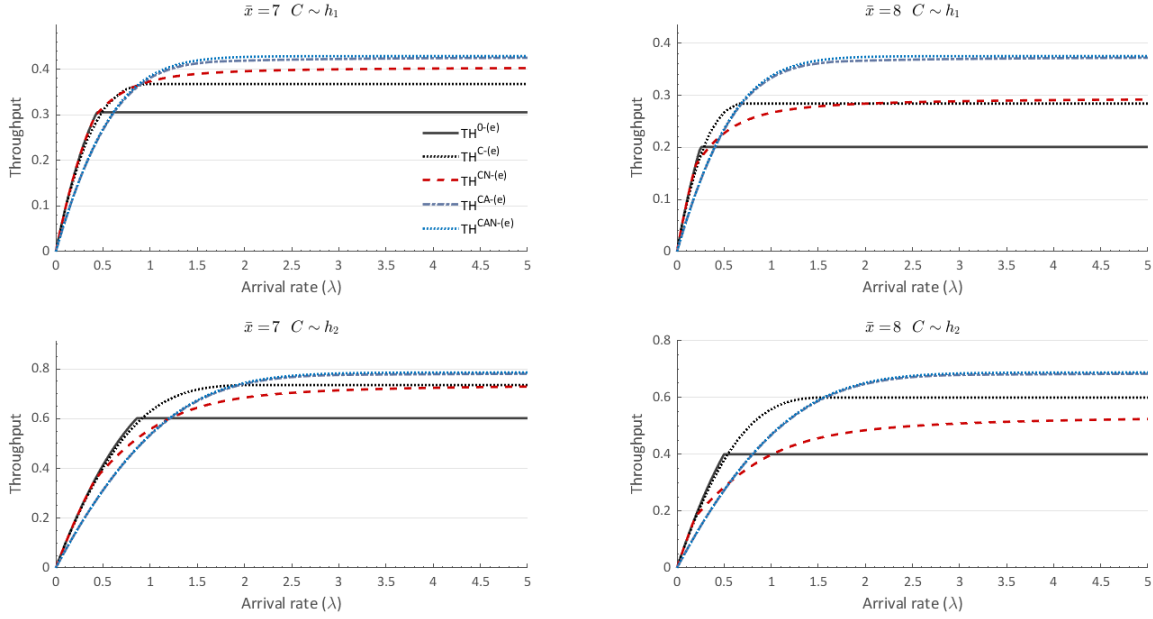 x̄ = 7 C ∼ h₁
Throughput
0.4
0.3
0.2
0.1
0
0 0.5 1 1.5 2 2.5 3 3.5 4 4.5 5
Arrival rate (λ)
TH^0-(e)
TH^C-(e)
TH^CN-(e)
TH^CA-(e)
TH^CAN-(e)
x̄ = 8 C ∼ h₁
Throughput
0.4
0.3
0.2
0.1
0
0 0.5 1 1.5 2 2.5 3 3.5 4 4.5 5
Arrival rate (λ)
x̄ = 7 C ∼ h₂
Throughput
0.8
0.6
0.4
0.2
0
0 0.5 1 1.5 2 2.5 3 3.5 4 4.5 5
Arrival rate (λ)
x̄ = 8 C ∼ h₂
Throughput
0.8
0.6
0.4
0.2
0
0 0.5 1 1.5 2 2.5 3 3.5 4 4.5 5
Arrival rate (λ)